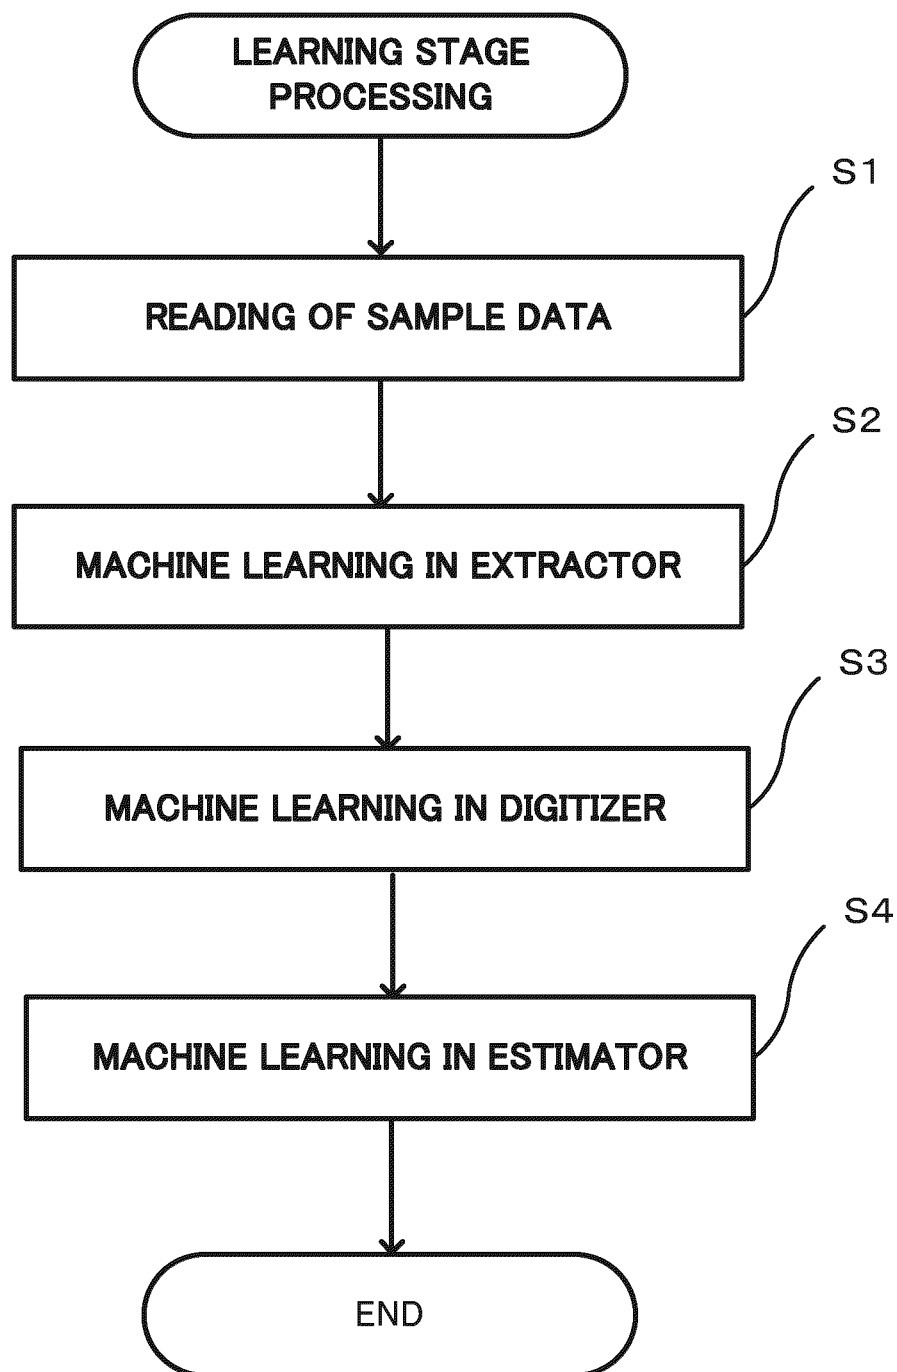 LEARNING STAGE
PROCESSING
S1
READING OF SAMPLE DATA
S2
MACHINE LEARNING IN EXTRACTOR
S3
MACHINE LEARNING IN DIGITIZER
S4
MACHINE LEARNING IN ESTIMATOR
END